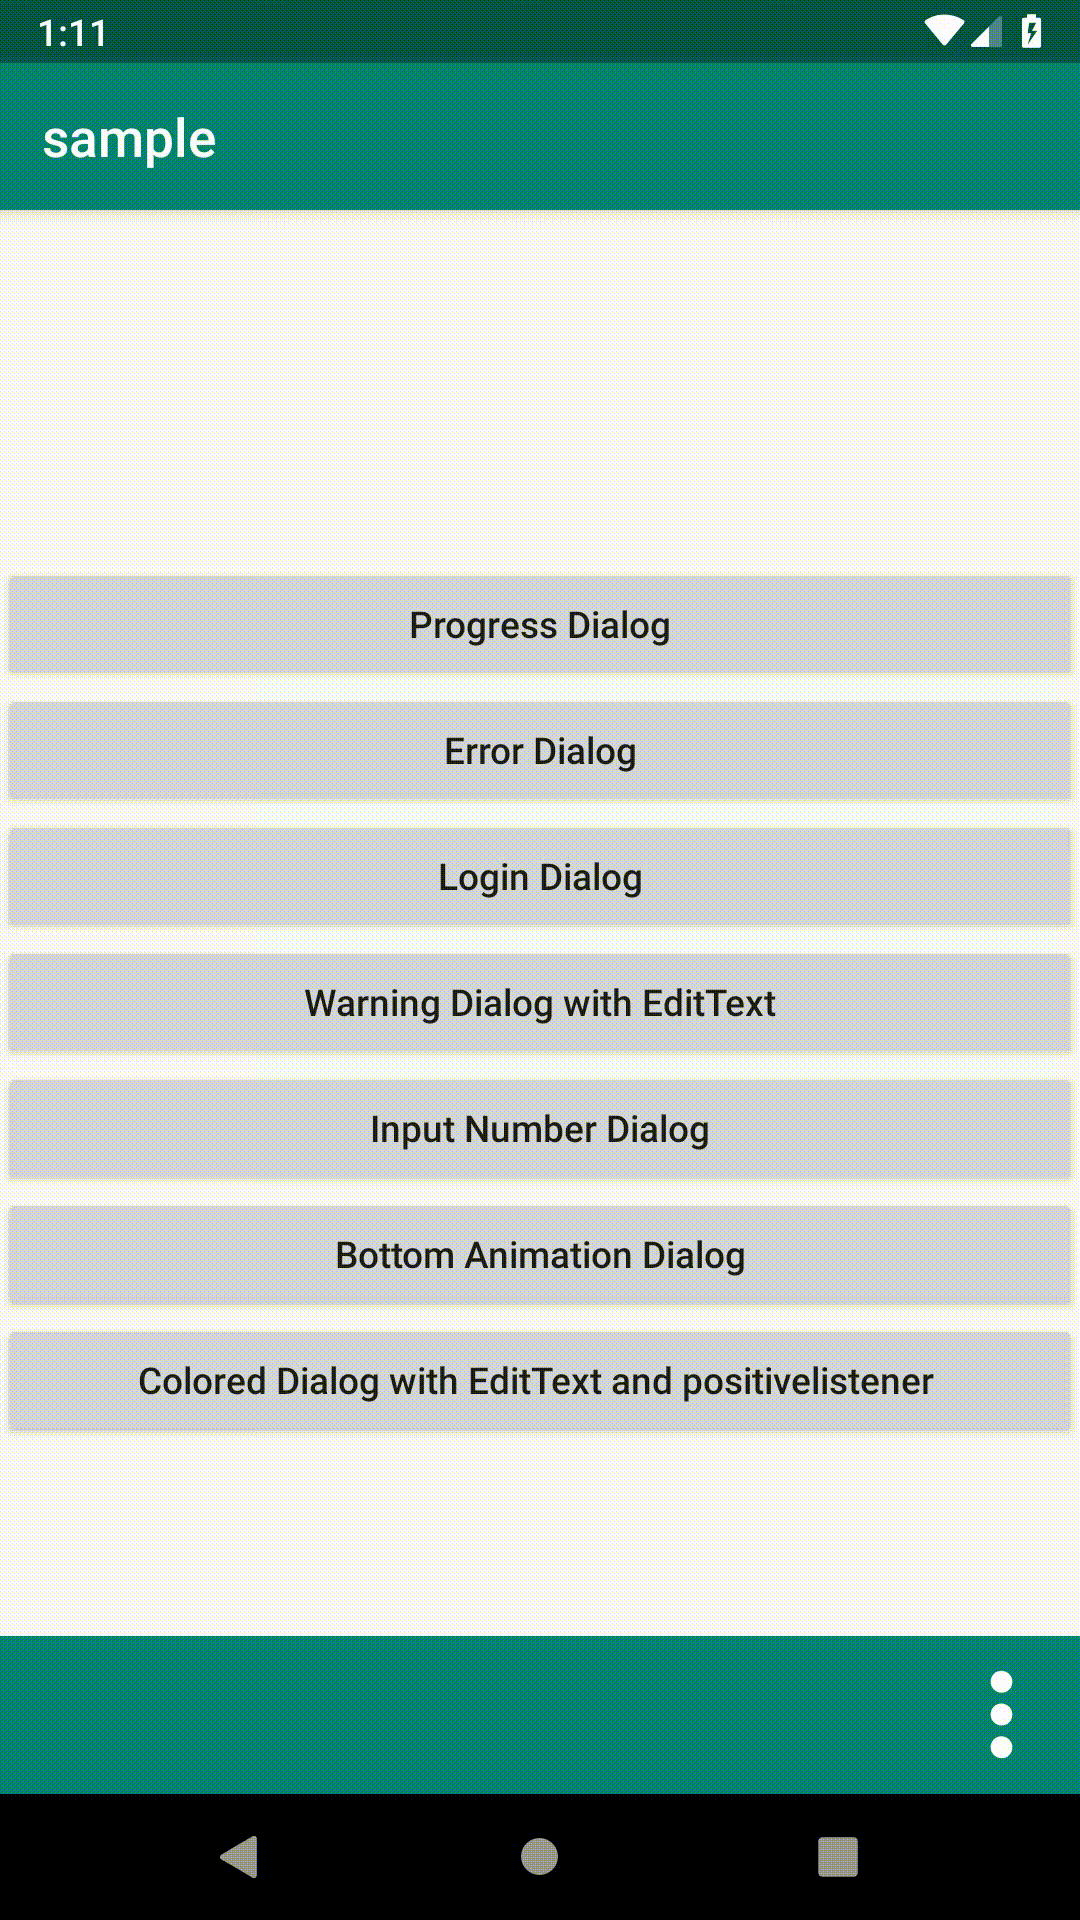 1:11
sample
Progress Dialog
Error Dialog
Login Dialog
Warning Dialog with EditText
Input Number Dialog
Bottom Animation Dialog
Colored Dialog with EditText and positivelistener